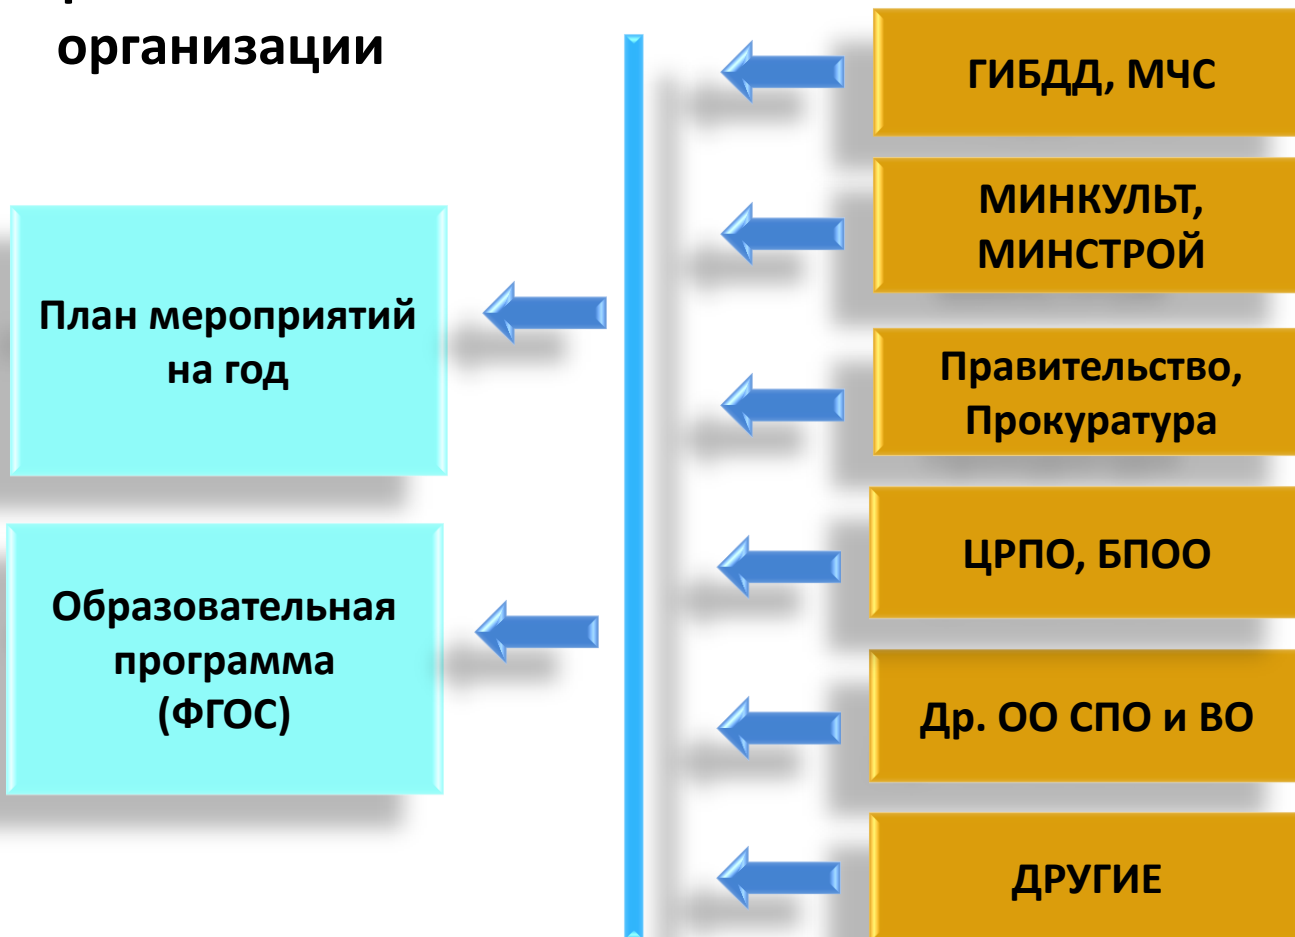 организации
План мероприятий
на год
Образовательная
программа
(ФГОС)
ГИБДД, МЧС
МИНКУЛЬТ,
МИНСТРОЙ
Правительство,
Прокуратура
ЦРПО, БПОО
Др. ОО СПО и ВО
ДРУГИЕ